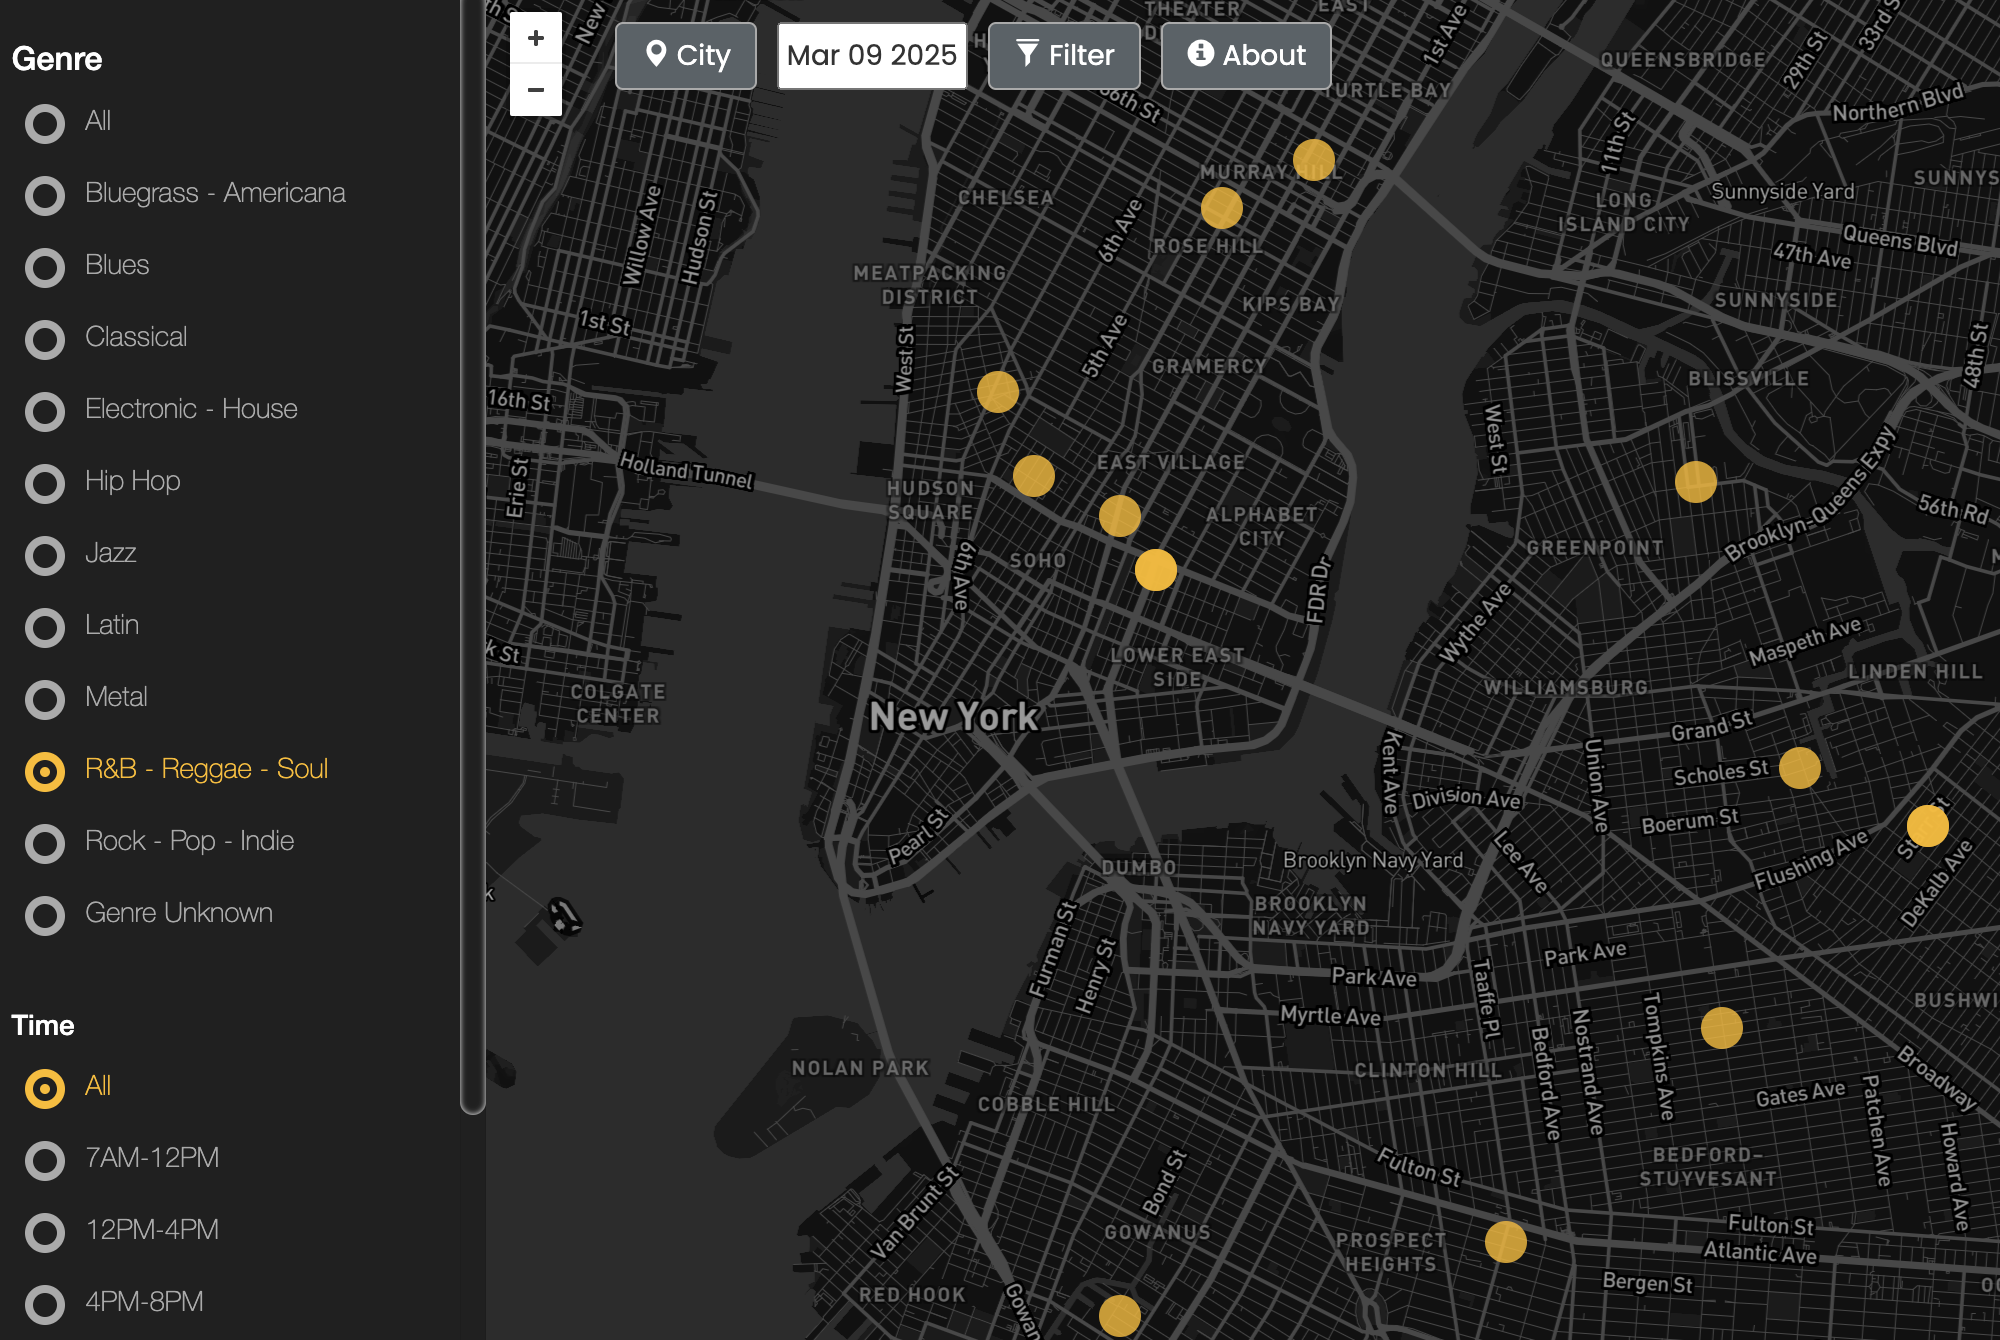 Genre
All
Bluegrass - Americana
Blues
Classical
Electronic - House
Hip Hop
Jazz
Latin
Metal
R&B - Reggae - Soul
Rock - Pop - Indie
Genre Unknown
Time
All
7AM-12PM
12PM-4PM
4PM-8PM
+
−
City
Mar 09 2025
Filter
About
New
THEATER
EAST
1st Ave
TURTLE BAY
QUEENSBRIDGE
29th St
33rd S
Northern Blvd
11th St
MURRAY HILL
CHELSEA
LONG
ISLAND CITY
Sunnyside Yard
SUNNYS
Willow Ave
Hudson St
6th Ave
ROSE HILL
Queens Blvd
47th Ave
MEATPACKING
DISTRICT
KIPS BAY
SUNNYSIDE
1st St
West St
5th Ave
GRAMERCY
48th St
BLISSVILLE
16th St
West St
Holland Tunnel
Erie St
EAST VILLAGE
HUDSON
SQUARE
ALPHABET
CITY
Brooklyn-Queens Expy
56th Rd
SOHO
6th Ave
GREENPOINT
FDR Dr
Wythe Ave
Maspeth Ave
k St
LOWER EAST
SIDE
LINDEN HILL
COLGATE
CENTER
New York
WILLIAMSBURG
Grand St
Kent Ave
Union Ave
Scholes St
Division Ave
Boerum St
Pearl St
DUMBO
Brooklyn Navy Yard
Lee Ave
Flushing Ave
DeKalb Ave
BROOKLYN
NAVY YARD
Furman St
Henry St
Park Ave
Park Ave
Taaffe Pl
Myrtle Ave
Tompkins Ave
Nostrand Ave
Bedford Ave
BUSHWI
NOLAN PARK
CLINTON HILL
Broadway
COBBLE HILL
Gates Ave
Patchen Ave
Howard Ave
Fulton St
BEDFORD-
STUYVESANT
Van Brunt St
Bond St
GOWANUS
PROSPECT
HEIGHTS
Fulton St
Atlantic Ave
RED HOOK
Gowan
Bergen St